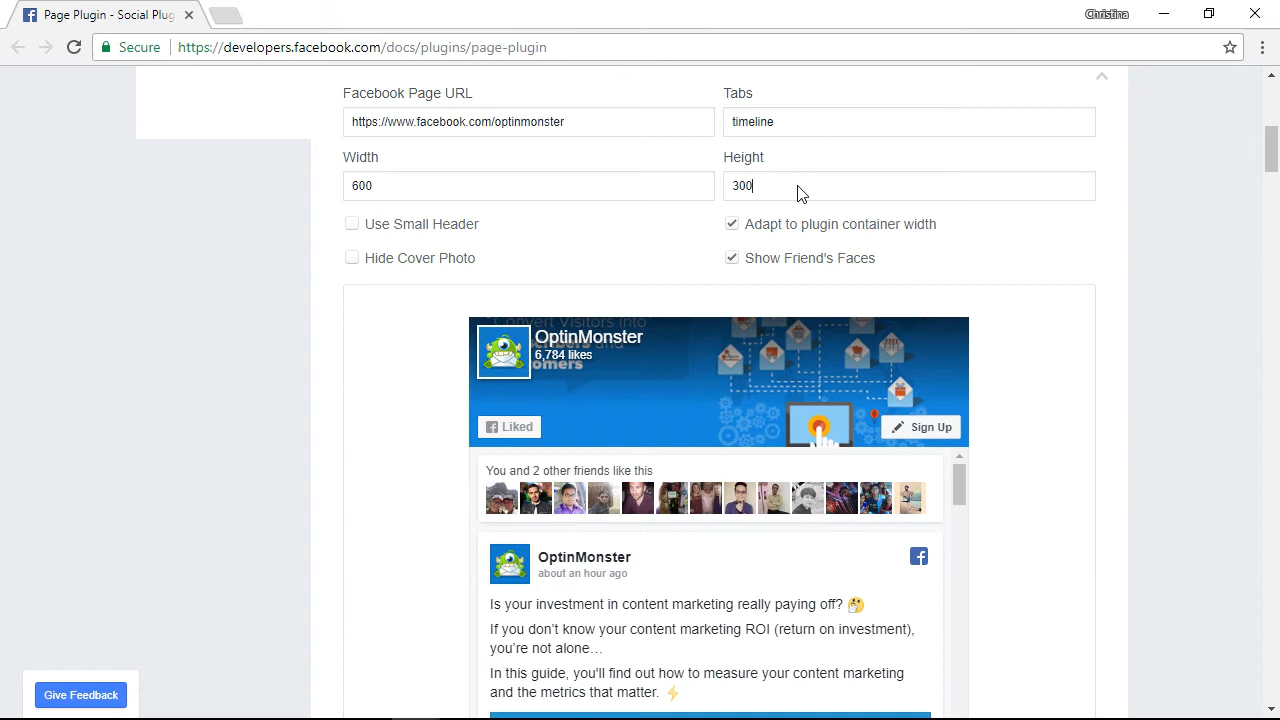 Page Plugin - Social Plug
Christina
Secure
https://developers.facebook.com/docs/plugins/page-plugin
Facebook Page URL
Tabs
https://www.facebook.com/optinmonster
timeline
Width
Height
600
300
Use Small Header
Adapt to plugin container width
Hide Cover Photo
Show Friend's Faces
"Convert Visitors Into
OptinMonster
6,784 likes
Liked
Sign Up
You and 2 other friends like this
OptinMonster
about an hour ago
Is your investment in content marketing really paying off? 🤔
If you don't know your content marketing ROI (return on investment),
you're not alone…
In this guide, you'll find out how to measure your content marketing
and the metrics that matter. ⚡
Give Feedback